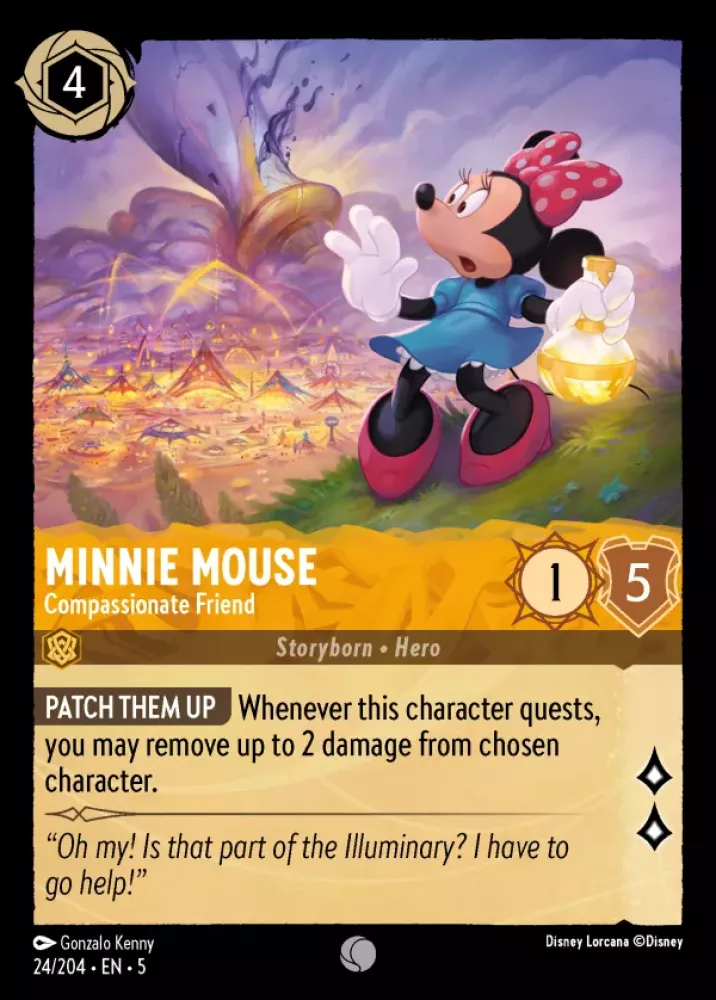 4
MINNIE MOUSE
Compassionate Friend
1
5
Storyborn • Hero
PATCH THEM UP Whenever this character quests,
you may remove up to 2 damage from chosen
character.
“Oh my! Is that part of the Illuminary? I have to
go help!”
Gonzalo Kenny
Disney Lorcana ©Disney
24/204 • EN • 5